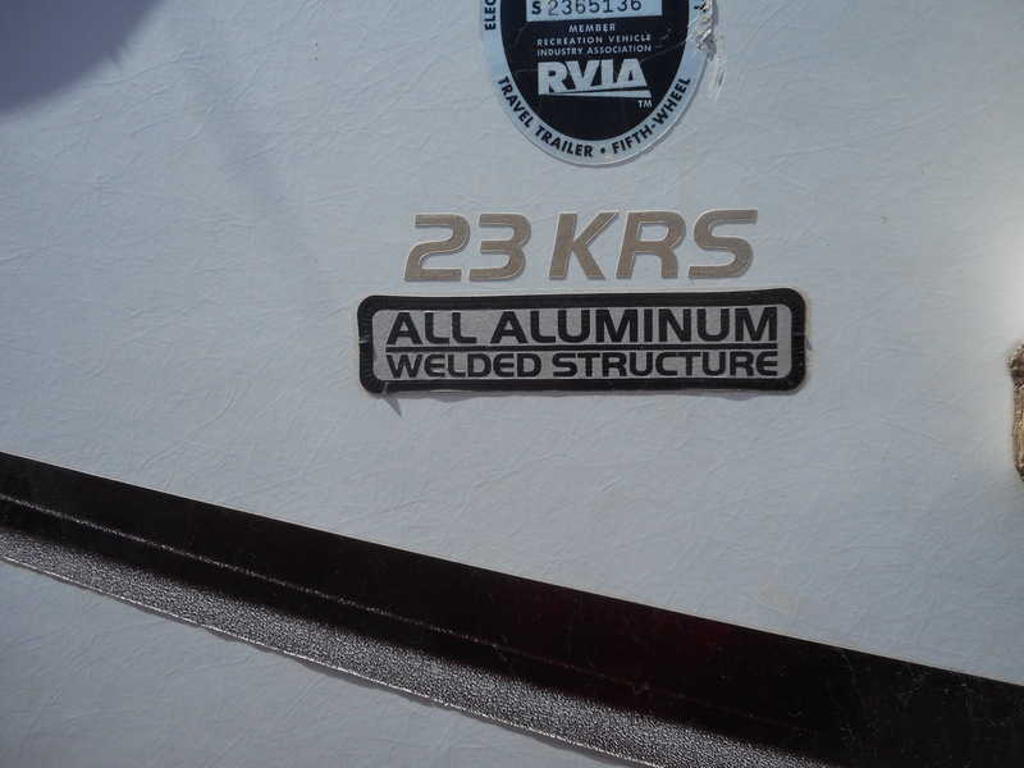 S 2365136
MEMBER
RECREATION VEHICLE
INDUSTRY ASSOCIATION
RVIA
TM
TRAVEL TRAILER • FIFTH-WHEEL
23 KRS
ALL ALUMINUM
WELDED STRUCTURE